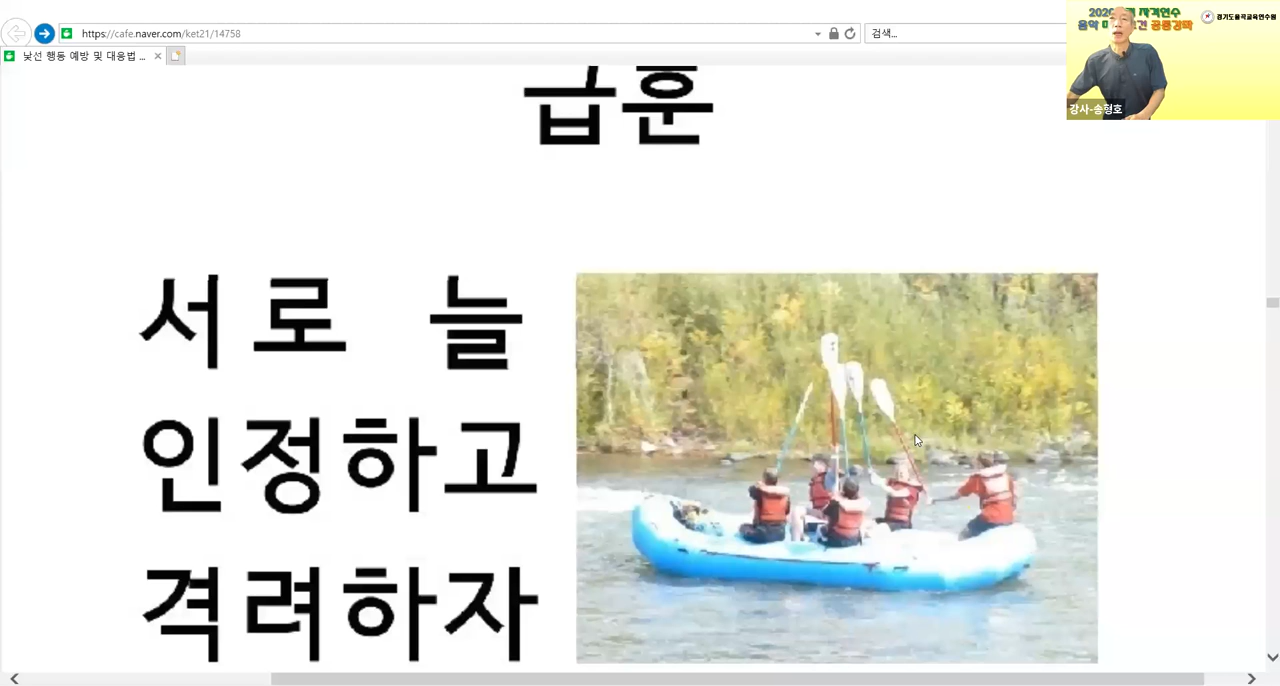 https://cafe.naver.com/ket21/14758
검색...
낯선 행동 예방 및 대응법 ...
경기도율곡교육연수원
강사-송형호
급훈
서로 늘
인정하고
격려하자